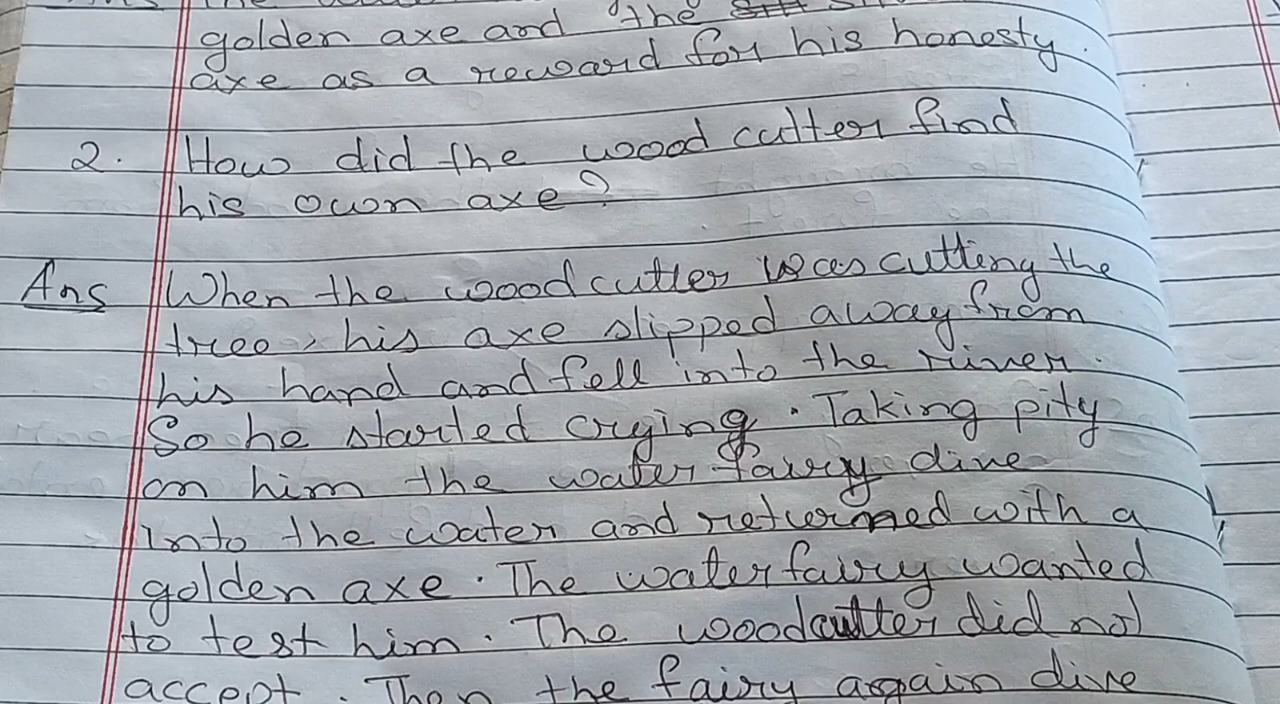 golden axe and the
axe as a reward for his honesty.
2. How did the wood cutter find
his own axe?
Ans When the woodcutter was cutting the
tree, his axe slipped away from
his hand and fell into the river.
So he started crying. Taking pity
on him the water fairy dive
into the water and returned with a
golden axe. The water fairy wanted
to test him. The woodcutter did not
accept. Then the fairy again dive